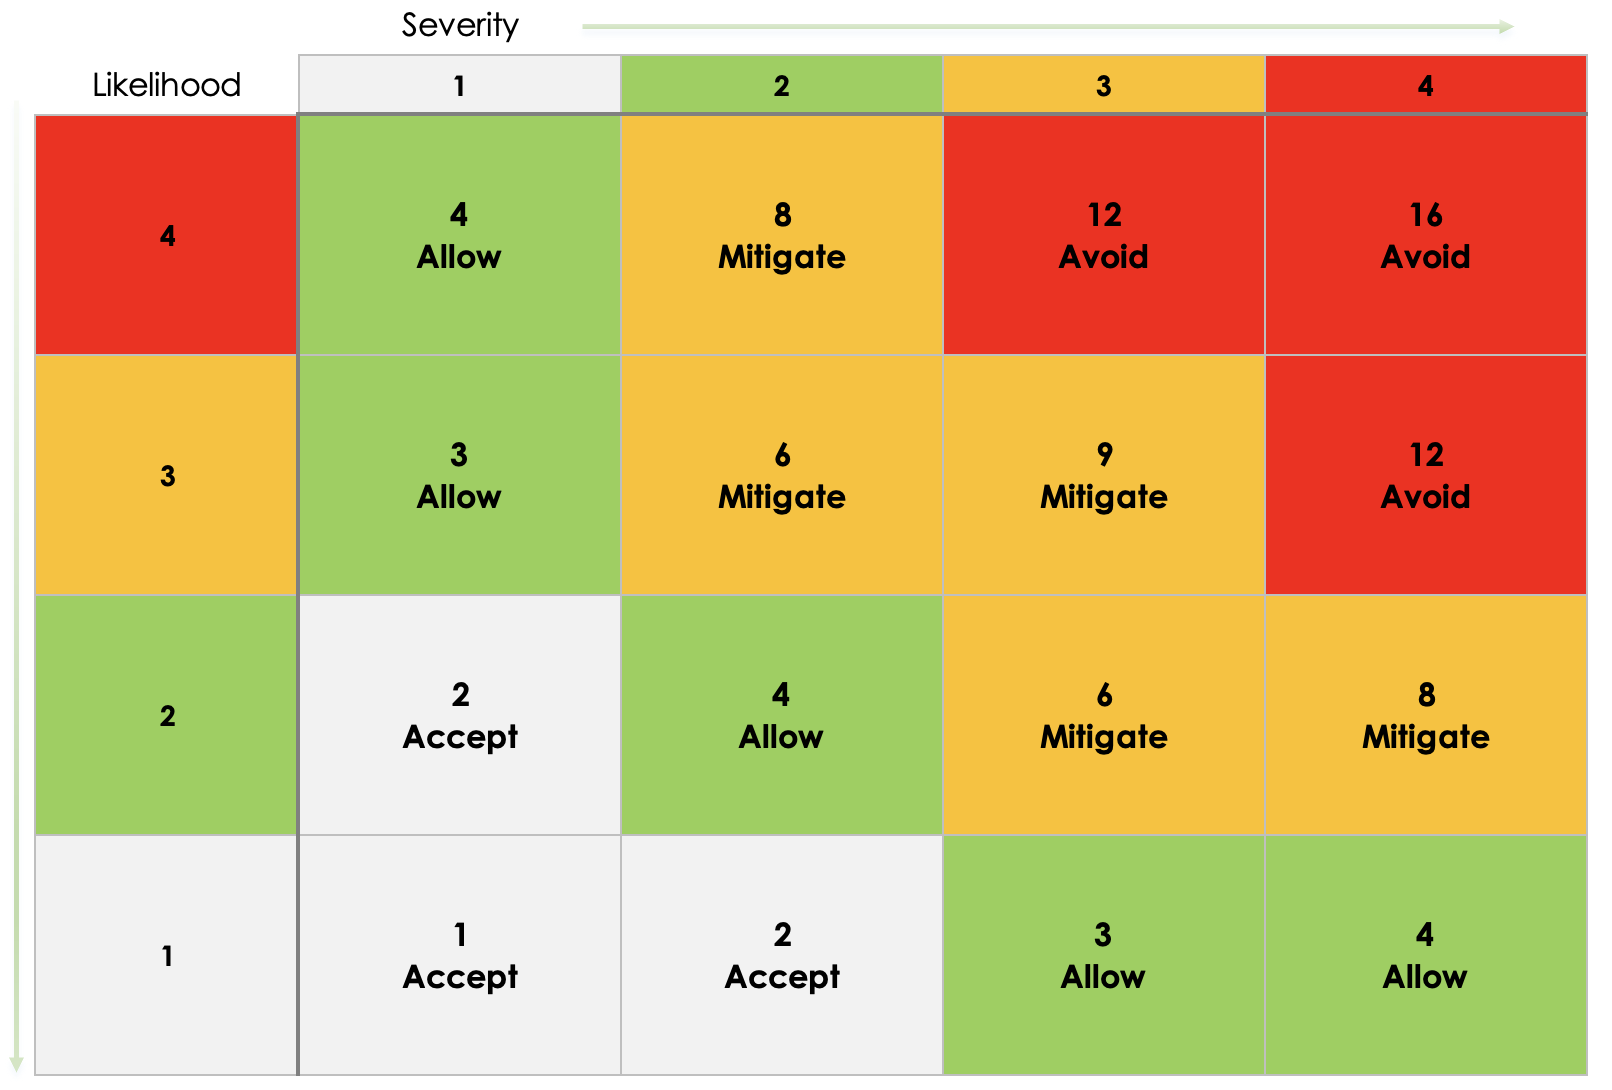 Severity
Likelihood
1
2
3
4
4
4
Allow
8
Mitigate
12
Avoid
16
Avoid
3
3
Allow
6
Mitigate
9
Mitigate
12
Avoid
2
2
Accept
4
Allow
6
Mitigate
8
Mitigate
1
1
Accept
2
Accept
3
Allow
4
Allow